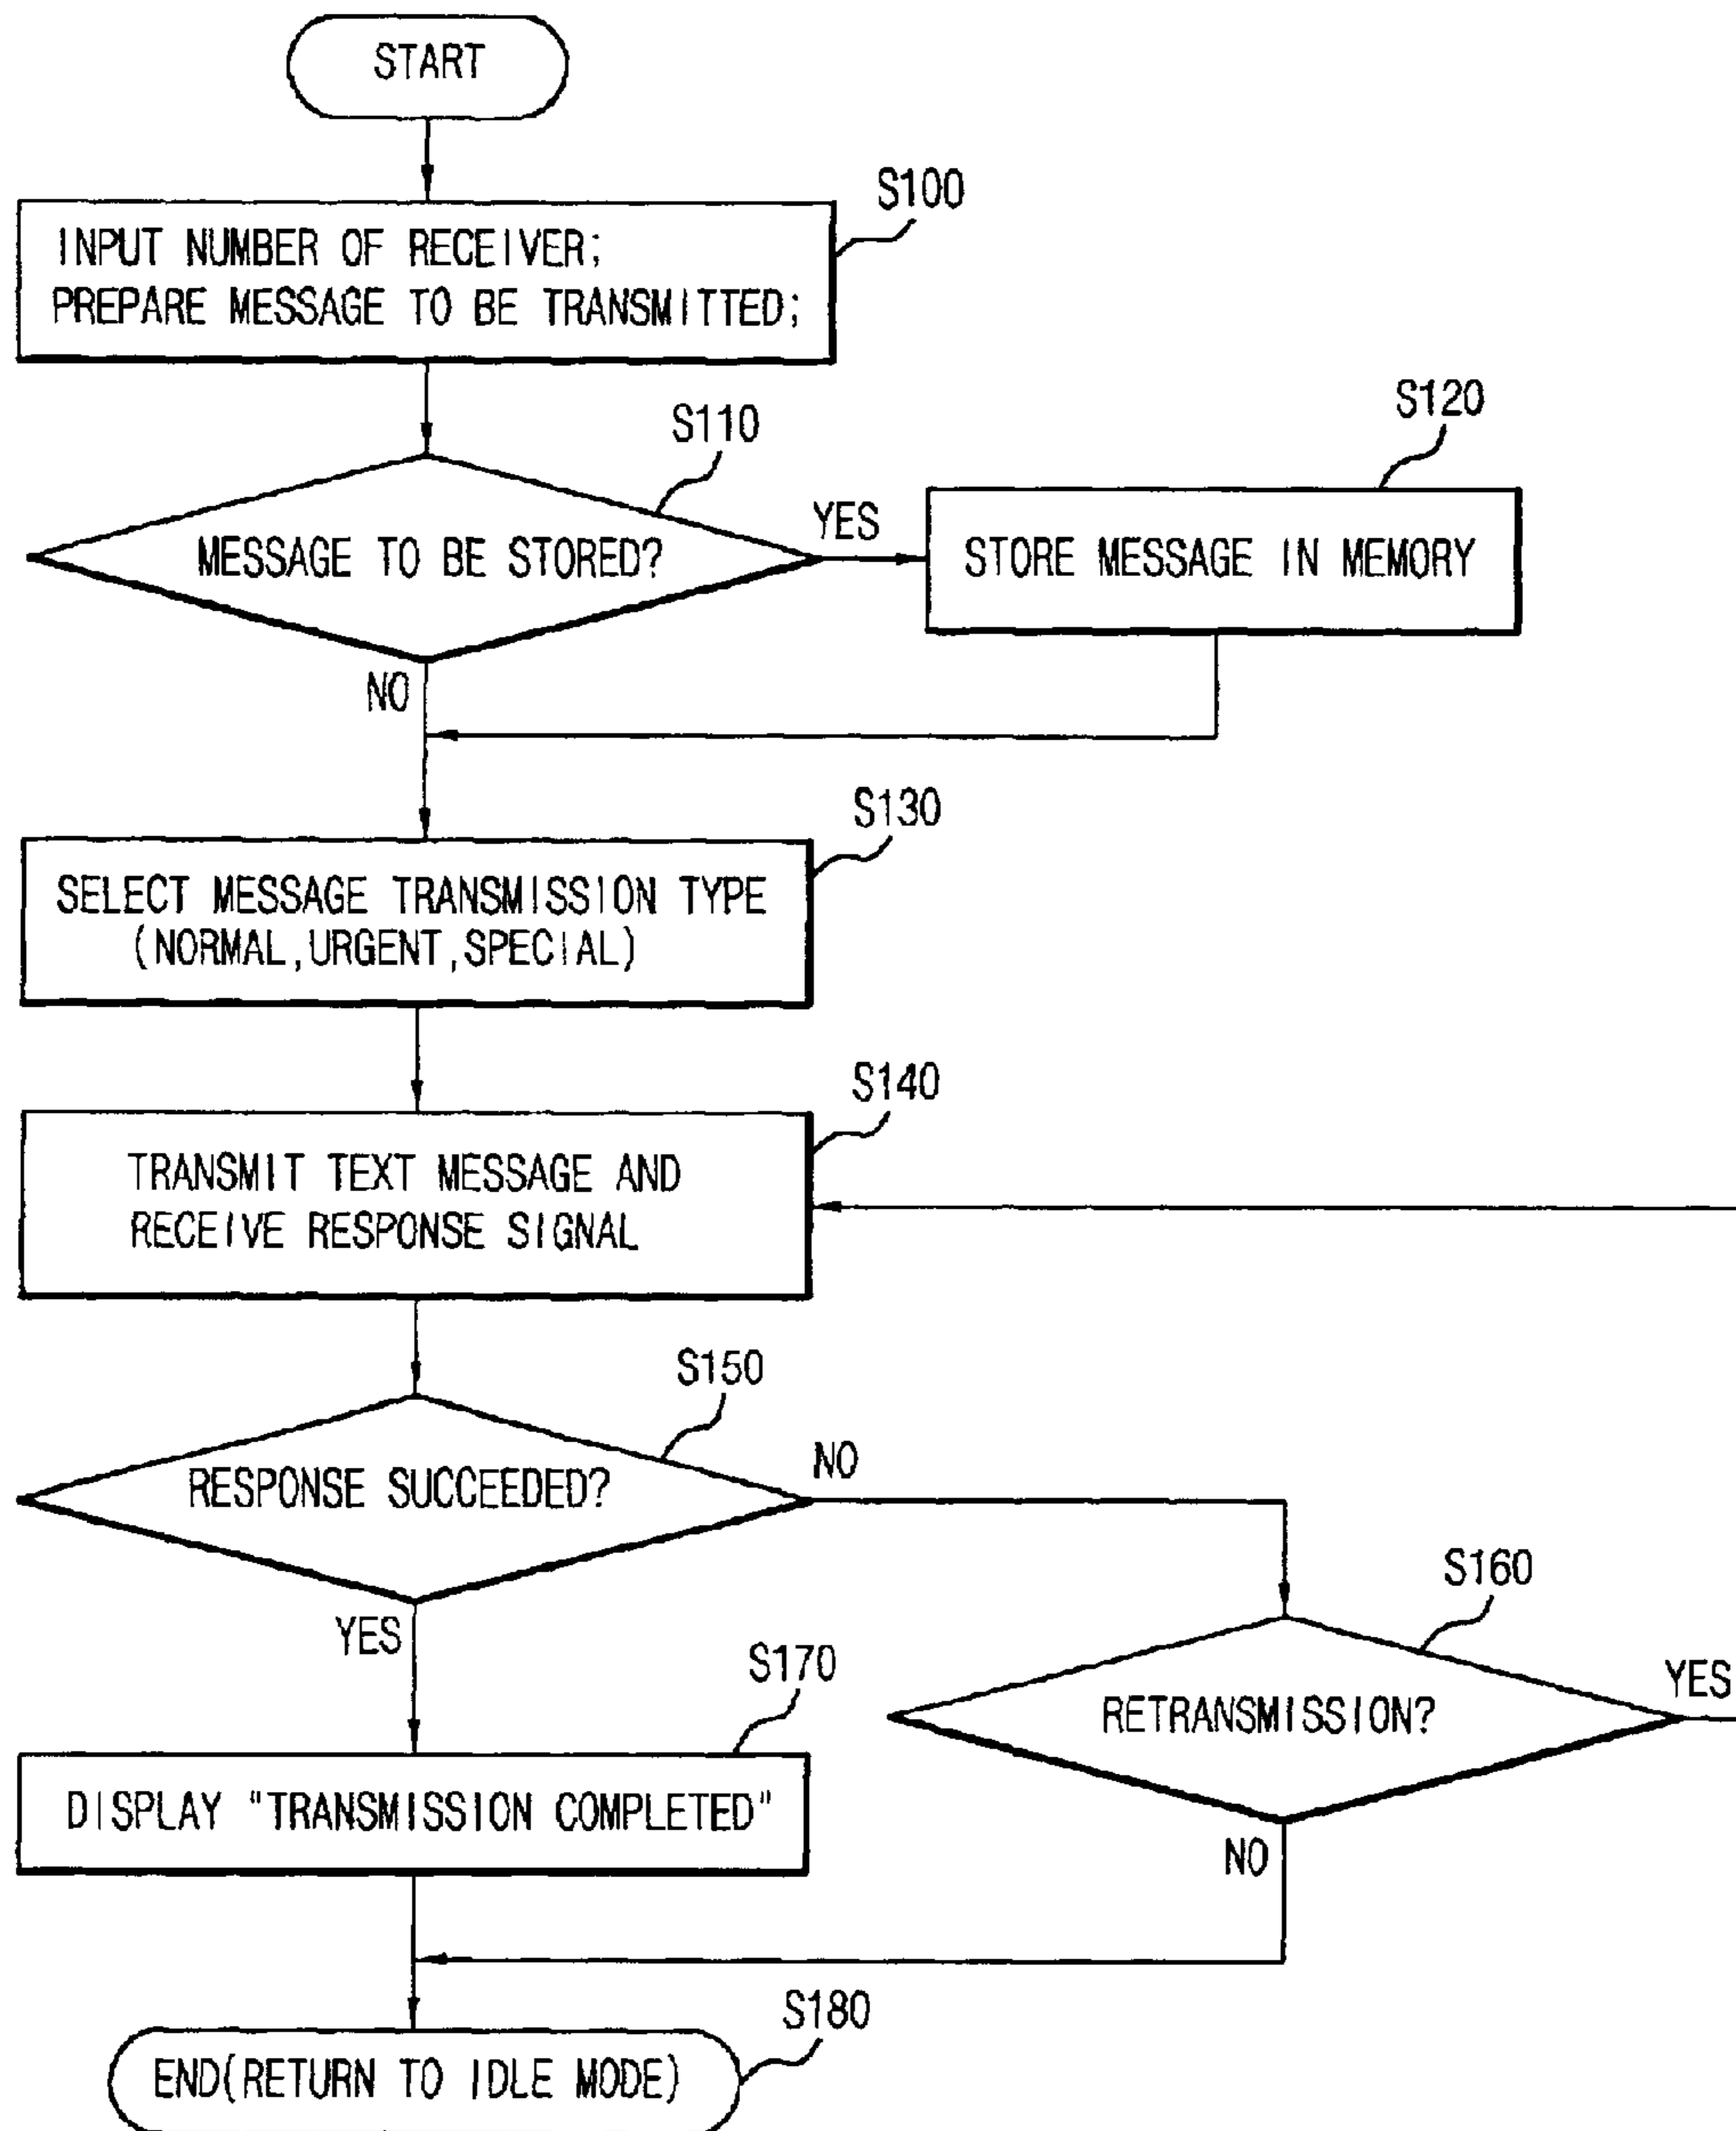 START
S100
INPUT NUMBER OF RECEIVER;
PREPARE MESSAGE TO BE TRANSMITTED;
S110
MESSAGE TO BE STORED?
YES
NO
S120
STORE MESSAGE IN MEMORY
S130
SELECT MESSAGE TRANSMISSION TYPE
(NORMAL,URGENT,SPECIAL)
S140
TRANSMIT TEXT MESSAGE AND
RECEIVE RESPONSE SIGNAL
S150
RESPONSE SUCCEEDED?
NO
YES
S160
RETRANSMISSION?
YES
NO
S170
DISPLAY "TRANSMISSION COMPLETED"
S180
END(RETURN TO IDLE MODE)